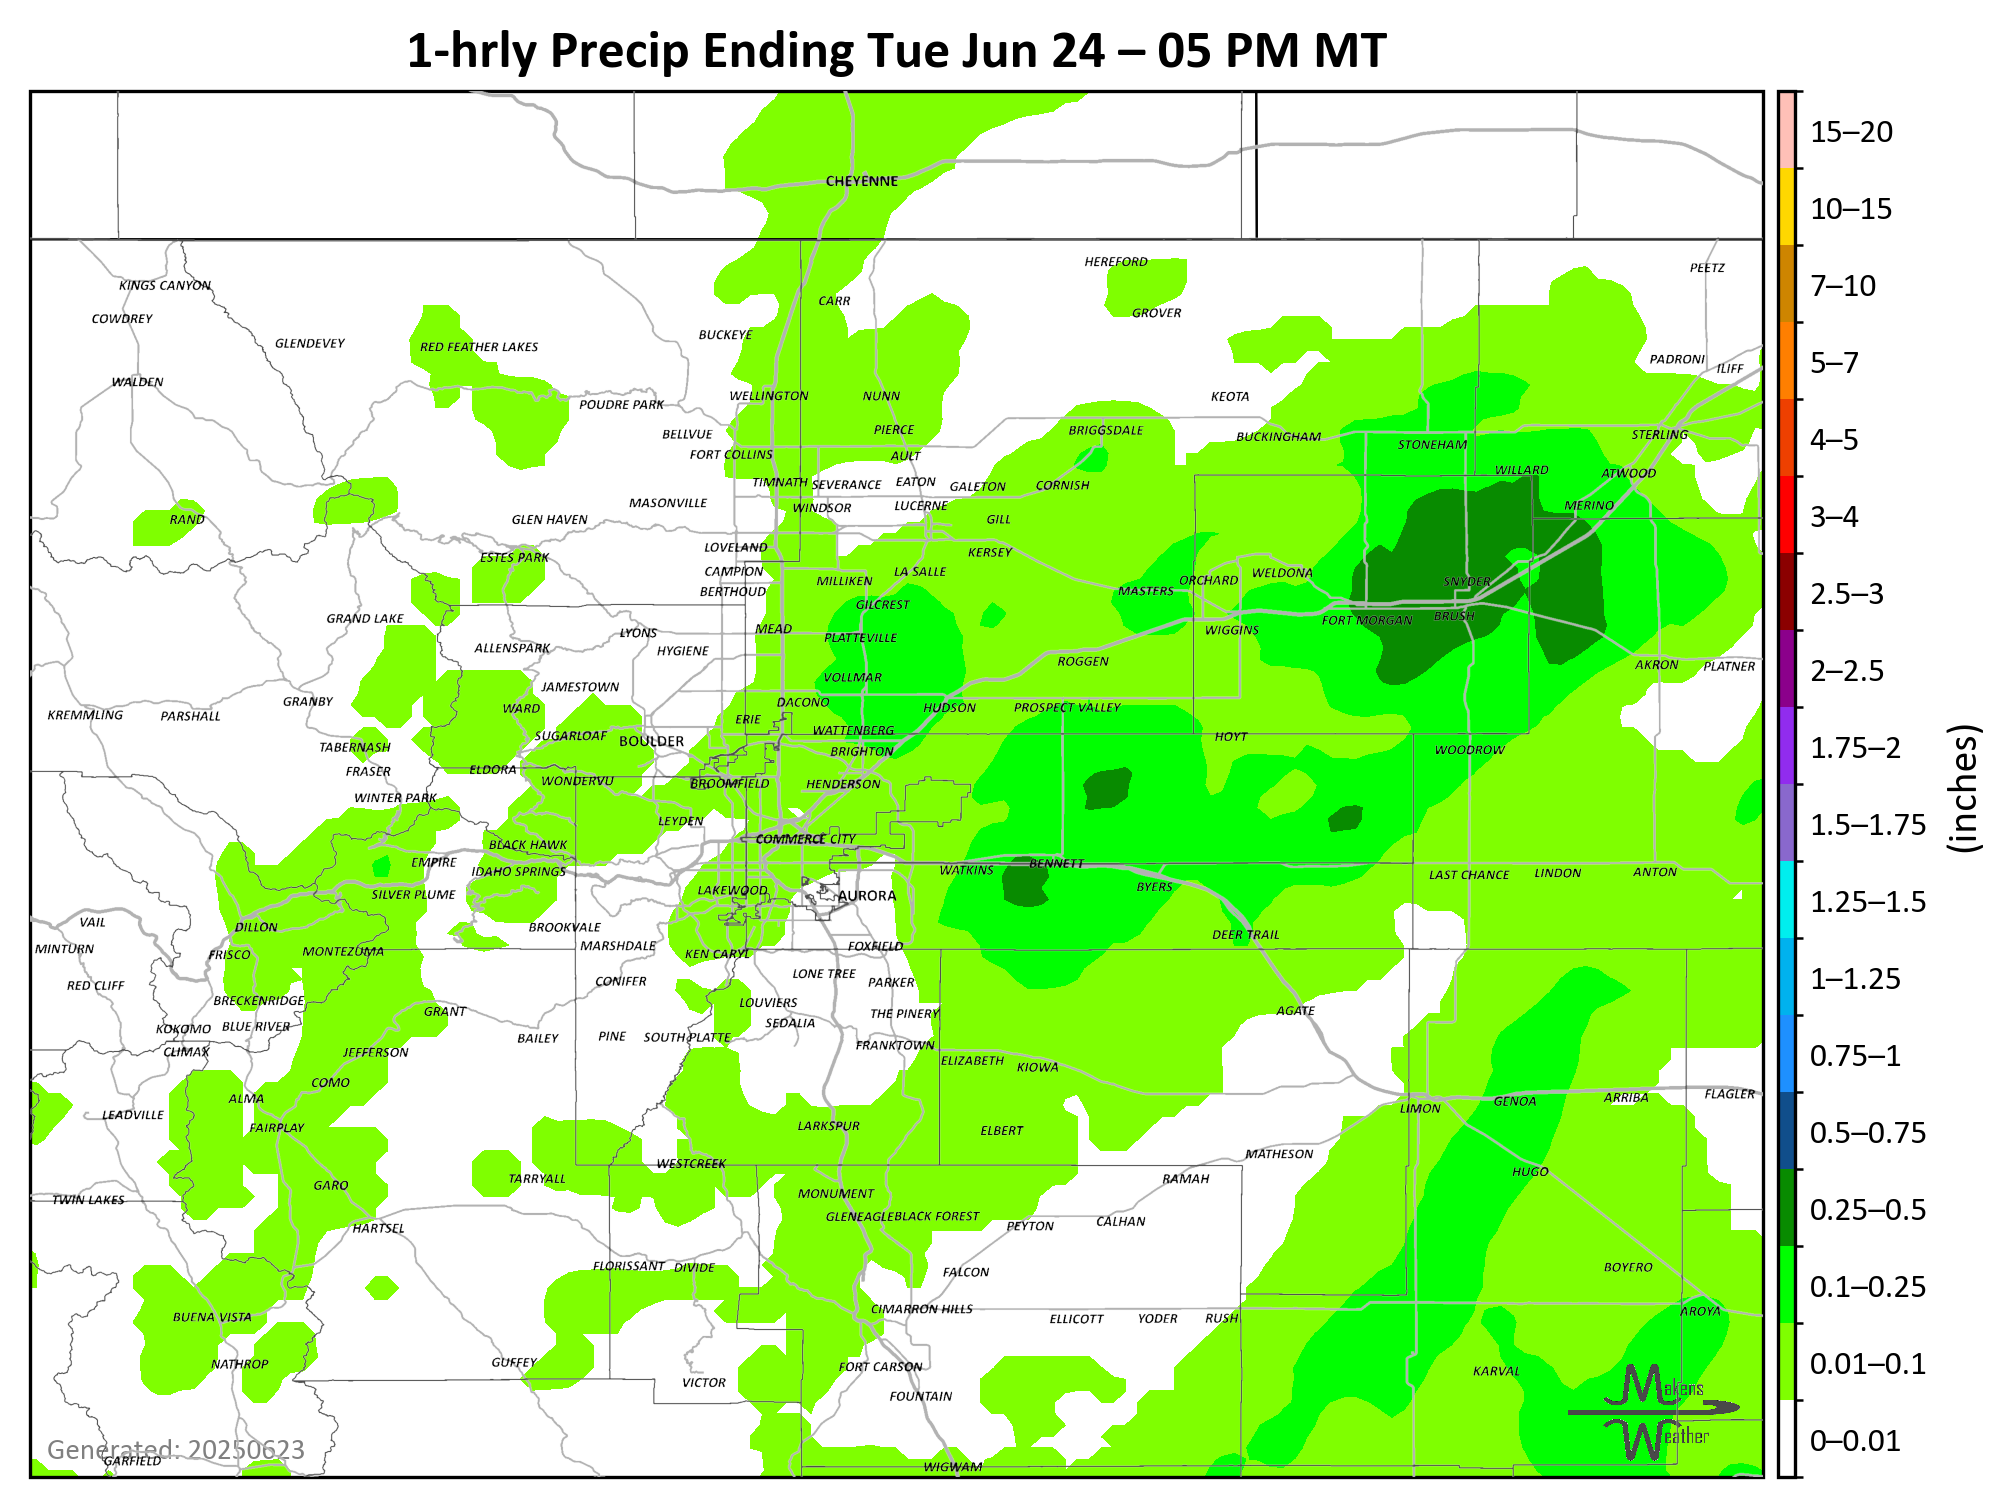 1-hrly Precip Ending Tue Jun 24 – 05 PM MT
15–20
CHEYENNE
10–15
HEREFORD
PEETZ
KINGS CANYON
7–10
CARR
GROVER
COWDREY
BUCKEYE
GLENDEVEY
RED FEATHER LAKES
PADRONI
5–7
ILIFF
WALDEN
WELLINGTON
NUNN
KEOTA
POUDRE PARK
BELLVUE
PIERCE
BRIGGSDALE
BUCKINGHAM
STERLING
4–5
STONEHAM
FORT COLLINS
AULT
WILLARD
ATWOOD
TIMNATH
SEVERANCE
EATON
GALETON
CORNISH
MASONVILLE
WINDSOR
LUCERNE
MERINO
RAND
GLEN HAVEN
GILL
3–4
LOVELAND
KERSEY
ESTES PARK
CAMPION
MILLIKEN
LA SALLE
ORCHARD
WELDONA
SNYDER
BERTHOUD
MASTERS
2.5–3
GILCREST
GRAND LAKE
LYONS
MEAD
PLATTEVILLE
WIGGINS
FORT MORGAN
BRUSH
ALLENSPARK
HYGIENE
ROGGEN
AKRON
PLATNER
2–2.5
JAMESTOWN
VOLLMAR
GRANBY
DACONO
KREMMLING
PARSHALL
WARD
ERIE
HUDSON
PROSPECT VALLEY
SUGARLOAF
BOULDER
WATTENBERG
HOYT
TABERNASH
BRIGHTON
WOODROW
1.75–2
FRASER
ELDORA
WONDERVU
BROOMFIELD
HENDERSON
(inches)
WINTER PARK
LEYDEN
1.5–1.75
BLACK HAWK
COMMERCE CITY
EMPIRE
IDAHO SPRINGS
WATKINS
BENNETT
LAST CHANCE
LINDON
ANTON
SILVER PLUME
LAKEWOOD
AURORA
BYERS
1.25–1.5
VAIL
DILLON
BROOKVALE
DEER TRAIL
MINTURN
FRISCO
MONTEZUMA
MARSHDALE
KEN CARYL
FOXFIELD
RED CLIFF
CONIFER
LONE TREE
PARKER
1–1.25
BRECKENRIDGE
LOUVIERS
GRANT
THE PINERY
AGATE
KOKOMO
BLUE RIVER
BAILEY
PINE
SOUTH PLATTE
SEDALIA
CLIMAX
JEFFERSON
FRANKTOWN
0.75–1
ELIZABETH
KIOWA
COMO
ALMA
LIMON
GENOA
ARRIBA
FLAGLER
LEADVILLE
FAIRPLAY
LARKSPUR
ELBERT
0.5–0.75
WESTCREEK
MATHESON
HUGO
GARO
TARRYALL
MONUMENT
RAMAH
TWIN LAKES
HARTSEL
GLENEAGLE
BLACK FOREST
PEYTON
CALHAN
0.25–0.5
FLORISSANT
DIVIDE
FALCON
BOYERO
0.1–0.25
BUENA VISTA
CIMARRON HILLS
ELLICOTT
YODER
RUSH
AROYA
NATHROP
GUFFEY
FORT CARSON
KARVAL
0.01–0.1
VICTOR
FOUNTAIN
Makens
Weather
Generated: 20250623
GARFIELD
WIGWAM
0–0.01